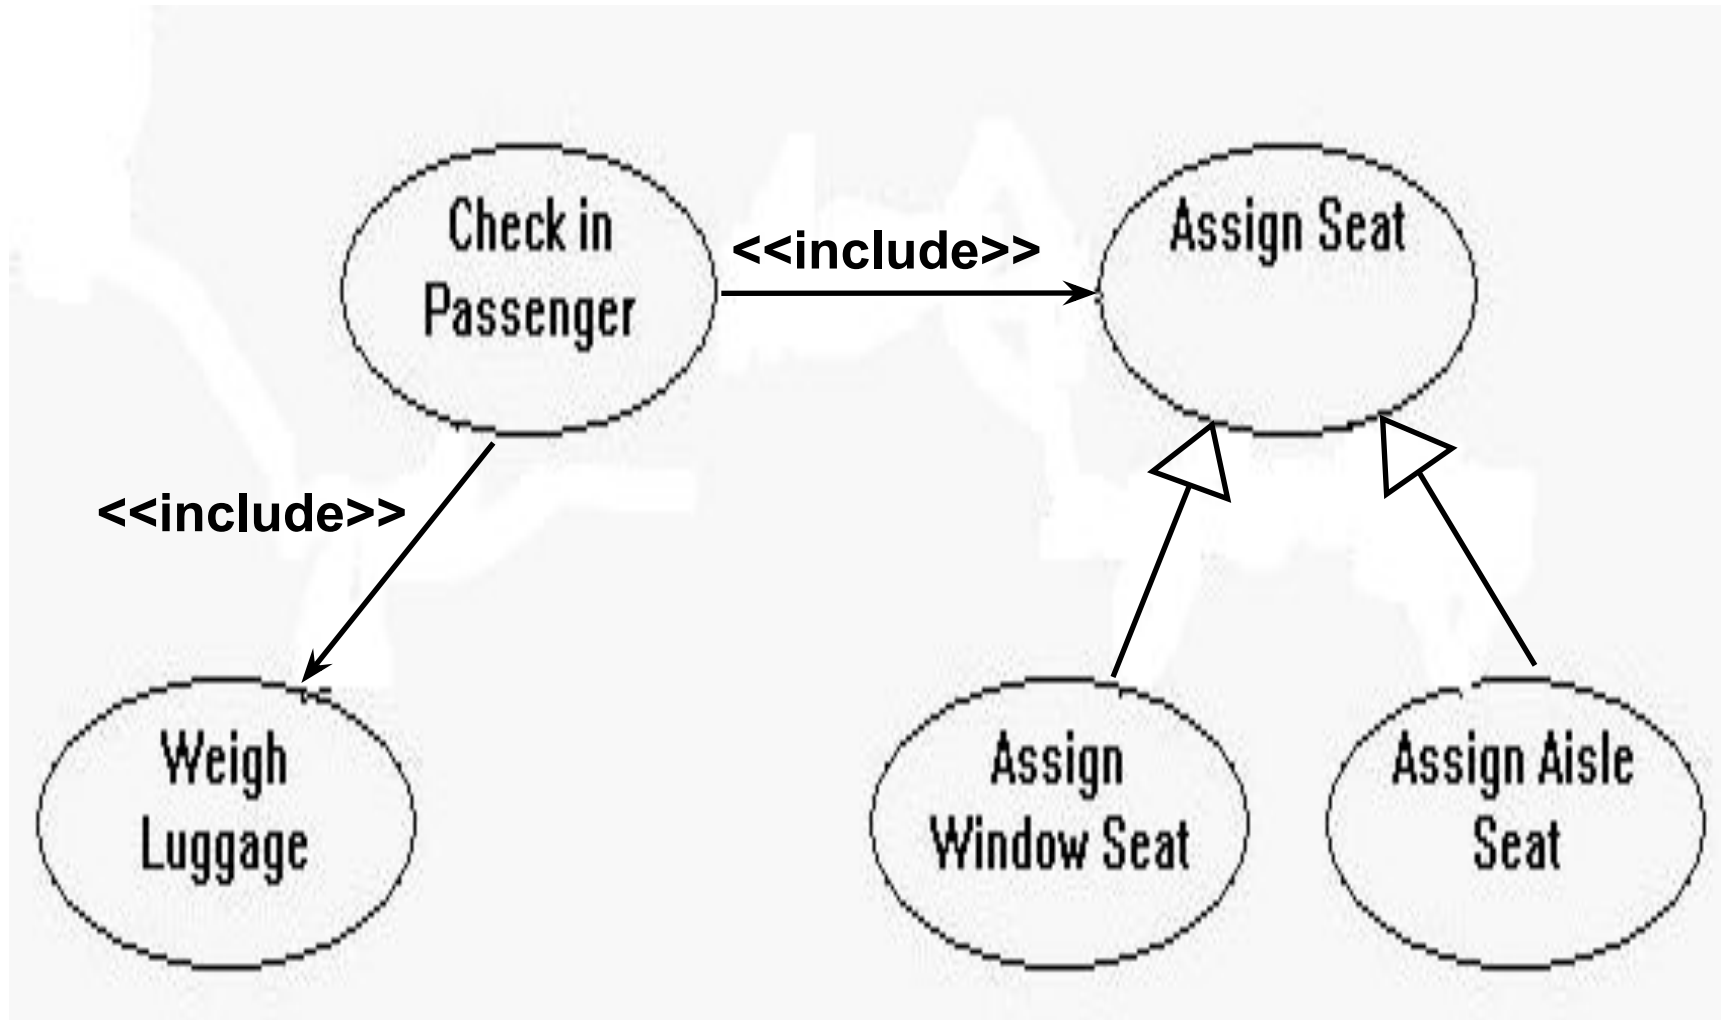 Check in
Passenger
<<include>>
Assign Seat
<<include>>
Weigh
Luggage
Assign
Window Seat
Assign Aisle
Seat